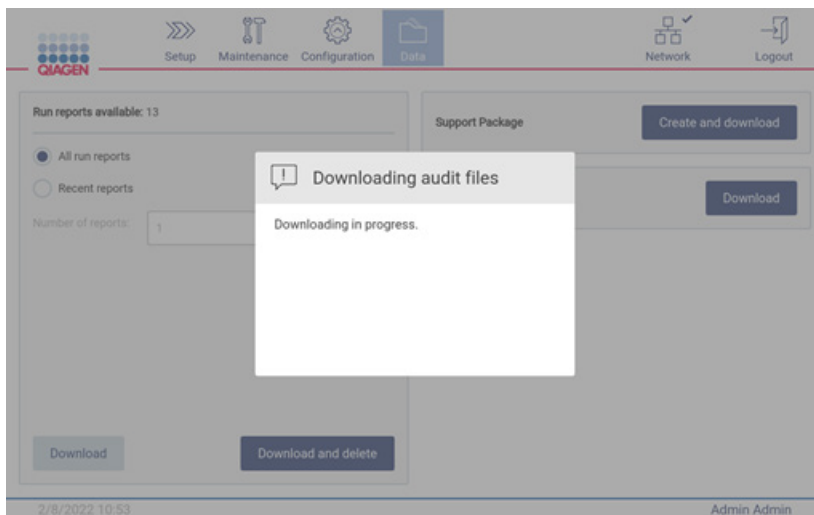 QIAGEN
Setup
Maintenance
Configuration
Data
Network
Logout
Run reports available: 13
All run reports
Recent reports
Number of reports: 1
Download
Download and delete
Support Package
Create and download
Download
Downloading audit files
Downloading in progress.
2/8/2022 10:53
Admin Admin